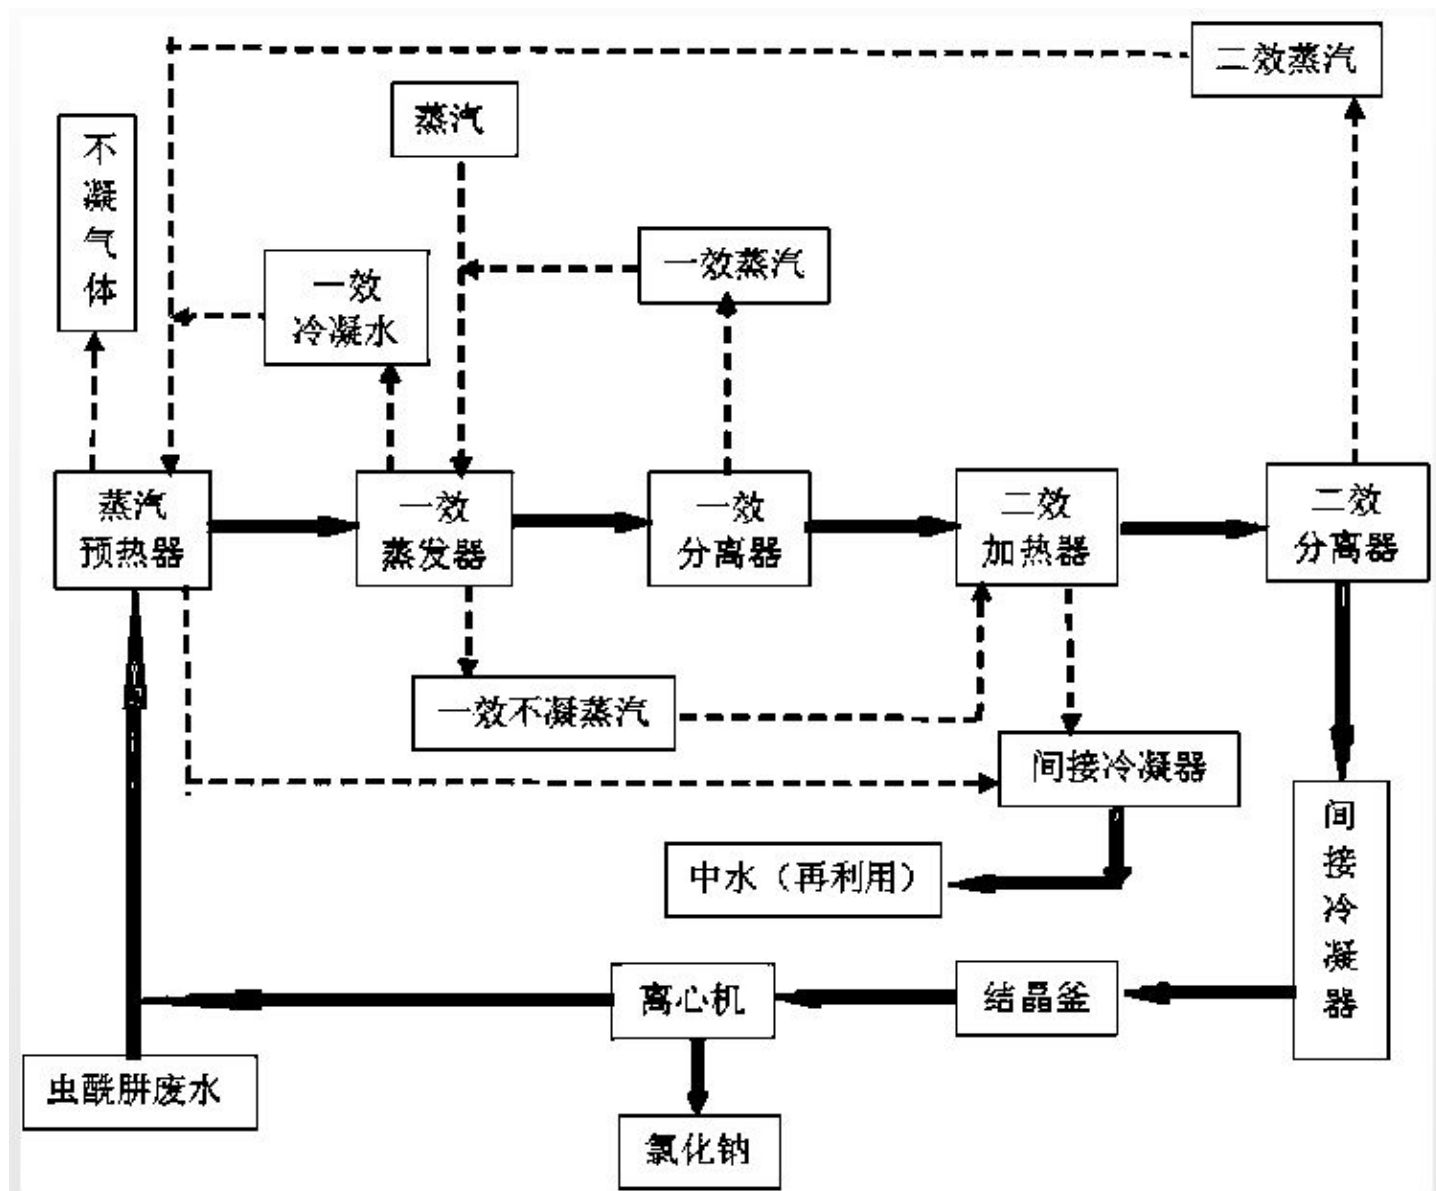 二效蒸汽
蒸汽
不
凝
气
体
一效蒸汽
一效
冷凝水
蒸汽
预热器
一效
蒸发器
一效
分离器
二效
加热器
二效
分离器
一效不凝蒸汽
间接冷凝器
间
接
冷
凝
器
中水（再利用）
结晶釜
离心机
虫酰肼废水
氯化钠